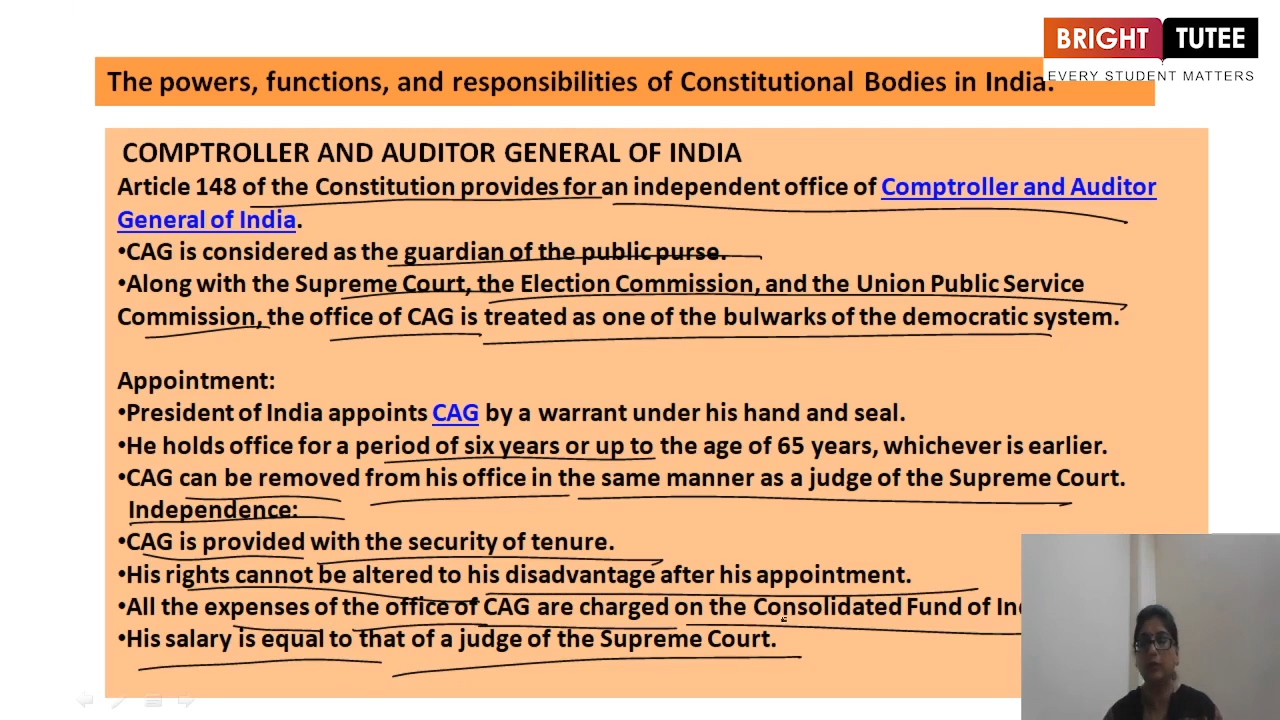 BRIGHT TUTEE
EVERY STUDENT MATTERS
The powers, functions, and responsibilities of Constitutional Bodies in India.
COMPTROLLER AND AUDITOR GENERAL OF INDIA
Article 148 of the Constitution provides for an independent office of Comptroller and Auditor
General of India.
•CAG is considered as the guardian of the public purse.
•Along with the Supreme Court, the Election Commission, and the Union Public Service
Commission, the office of CAG is treated as one of the bulwarks of the democratic system.
Appointment:
•President of India appoints CAG by a warrant under his hand and seal.
•He holds office for a period of six years or up to the age of 65 years, whichever is earlier.
•CAG can be removed from his office in the same manner as a judge of the Supreme Court.
Independence:
•CAG is provided with the security of tenure.
•His rights cannot be altered to his disadvantage after his appointment.
•All the expenses of the office of CAG are charged on the Consolidated Fund of
•His salary is equal to that of a judge of the Supreme Court.